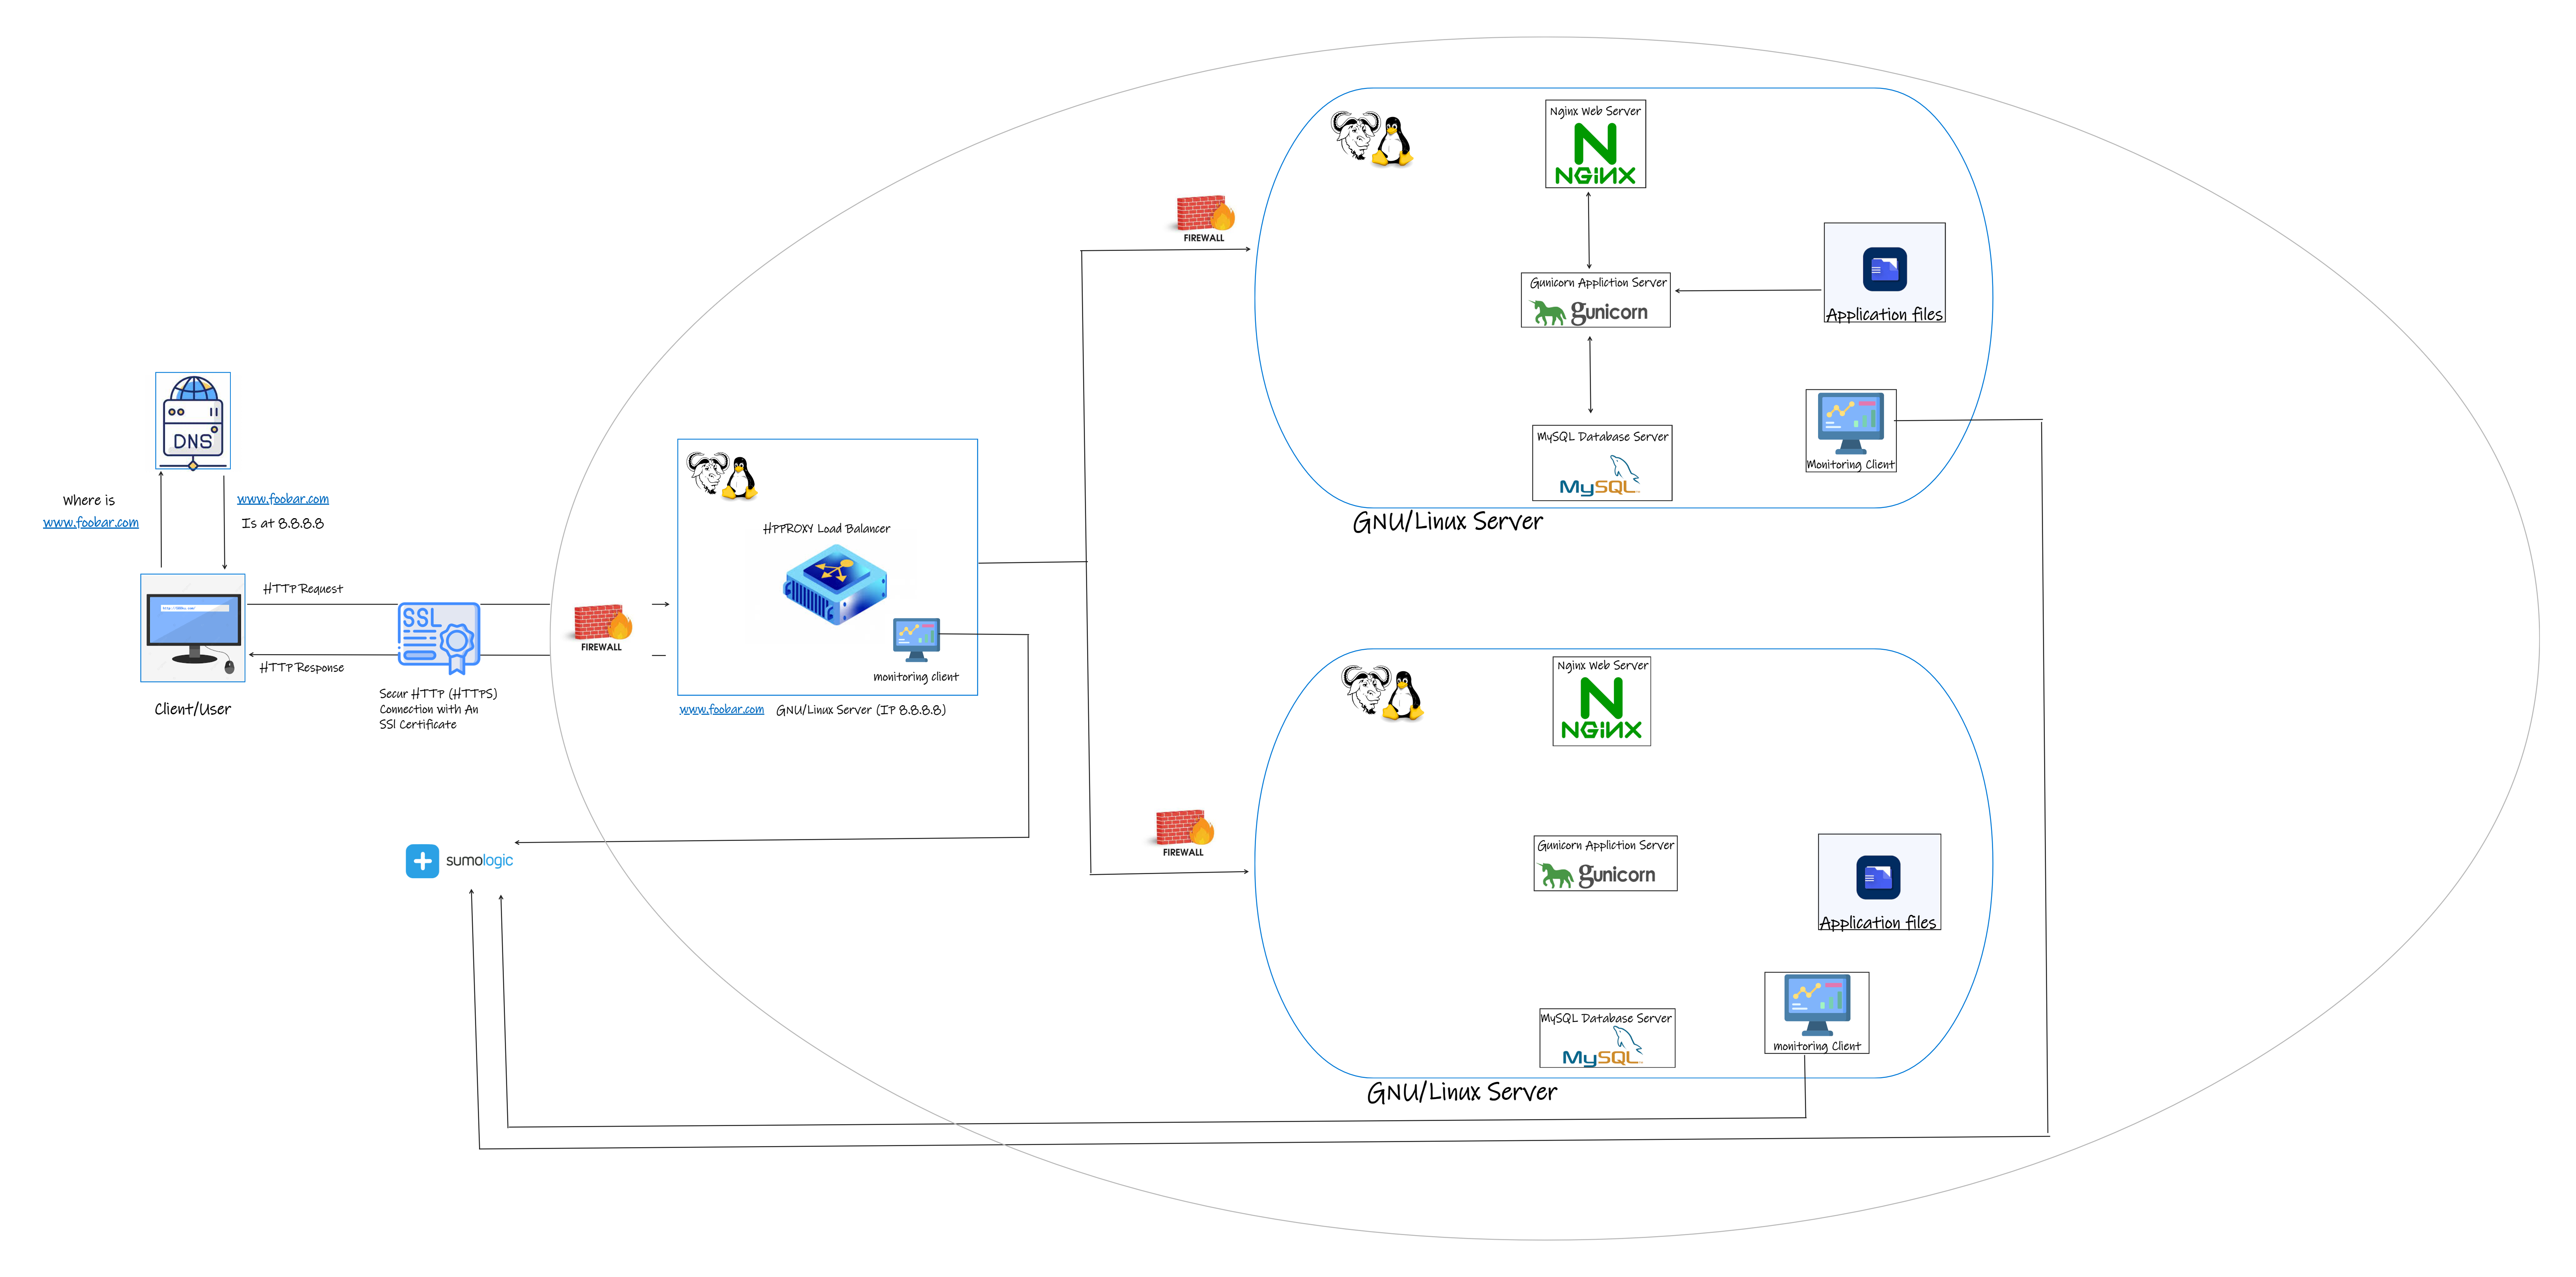 DNS
Where is
www.foobar.com
www.foobar.com
Is at 8.8.8.8
HTTP Request
HTTP Response
Client/User
SSL
Secur HTTP (HTTPS)
Connection with An
SSl Certificate
FIREWALL
HPPROXY Load Balancer
monitoring client
www.foobar.com GNU/Linux Server (IP 8.8.8.8)
sumologic
FIREWALL
Nginx Web Server
N
NGINX
Gunicorn Appliction Server
gunicorn
Application files
MySQL Database Server
MySQL
Monitoring Client
GNU/Linux Server
FIREWALL
Nginx Web Server
N
NGINX
Gunicorn Appliction Server
gunicorn
Application files
MySQL Database Server
MySQL
monitoring Client
GNU/Linux Server